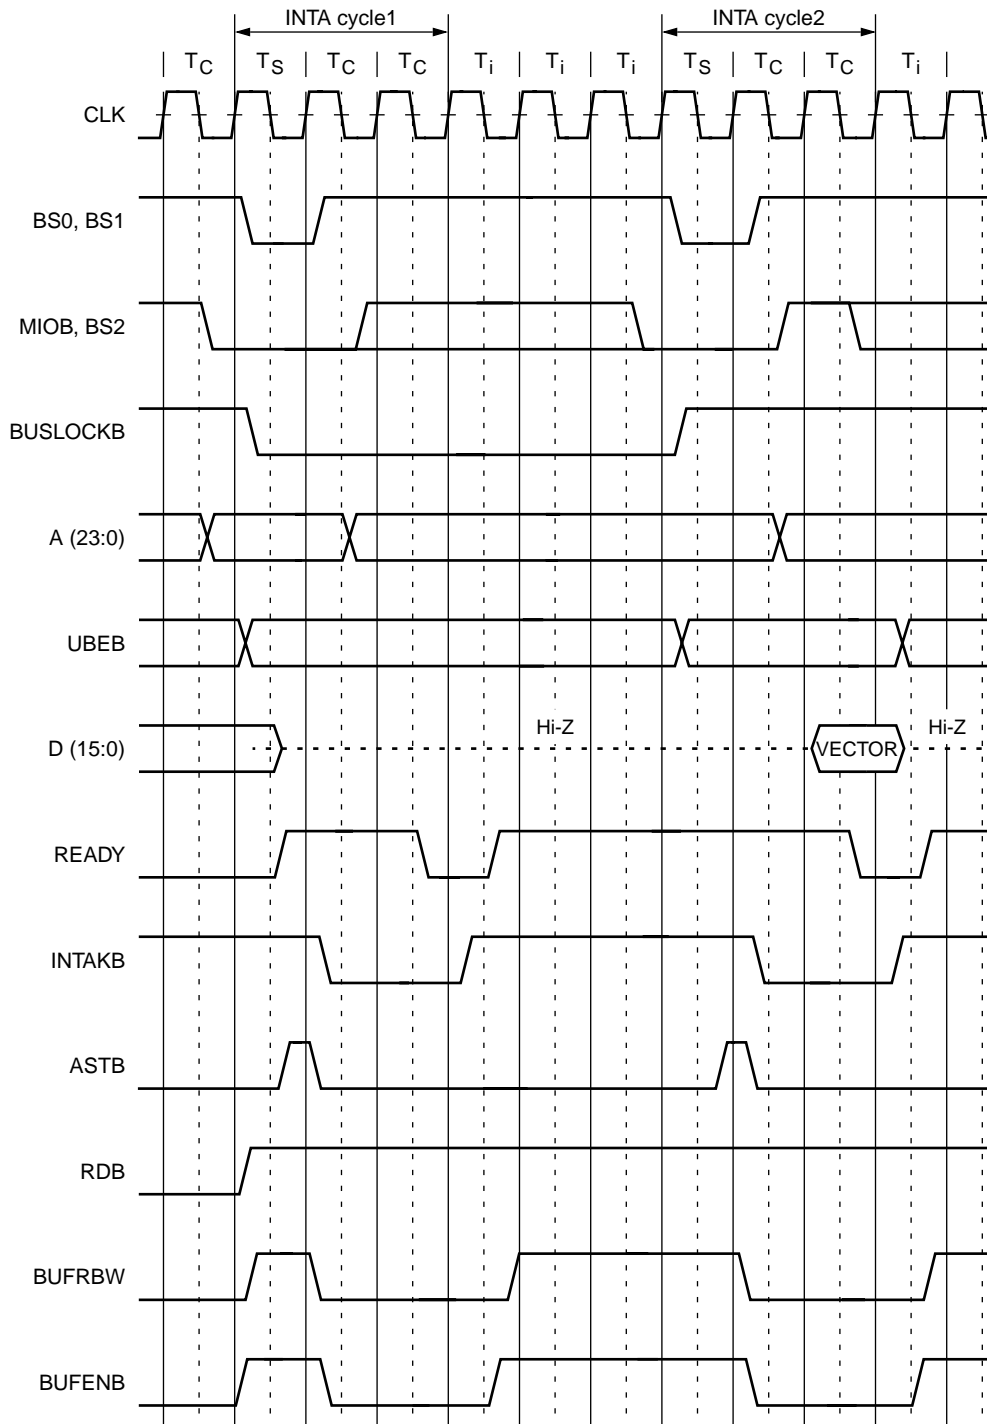 INTA cycle1 INTA cycle2
TC TS TC TC Ti Ti Ti TS TC TC Ti
CLK
BS0, BS1
MIOB, BS2
BUSLOCKB
A (23:0)
UBEB
Hi-Z Hi-Z
D (15:0) VECTOR
READY
INTAKB
ASTB
RDB
BUFRBW
BUFENB